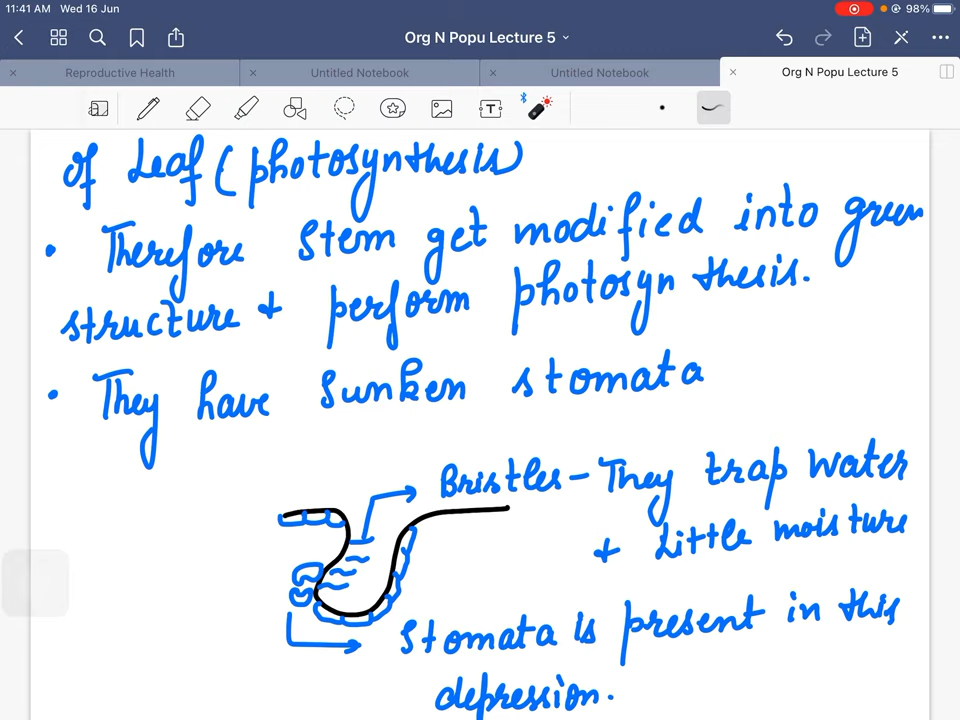 11:41 AM Wed 16 Jun
98%
Org N Popu Lecture 5
Reproductive Health
Untitled Notebook
Untitled Notebook
Org N Popu Lecture 5
T
of Leaf (photosynthesis)
• Therefore Stem get modified into green
structure + perform photosynthesis.
• They have Sunken stomata
Bristles - They trap water
+ Little moisture
Stomata is present in this
depression.